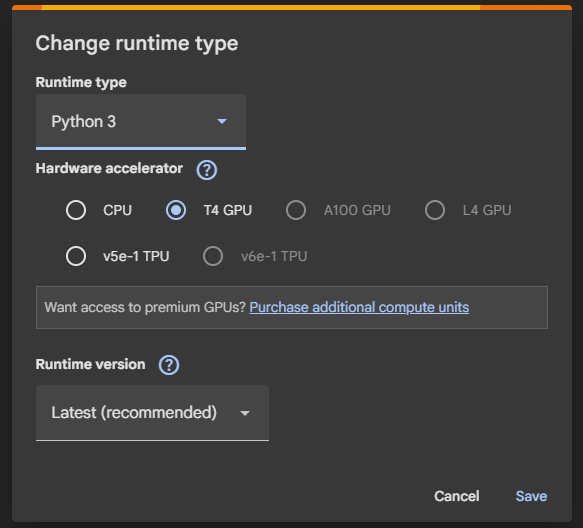 Change runtime type
Runtime type
Python 3
Hardware accelerator ?
CPU T4 GPU A100 GPU L4 GPU
v5e-1 TPU v6e-1 TPU
Want access to premium GPUs? Purchase additional compute units
Runtime version ?
Latest (recommended)
Cancel Save